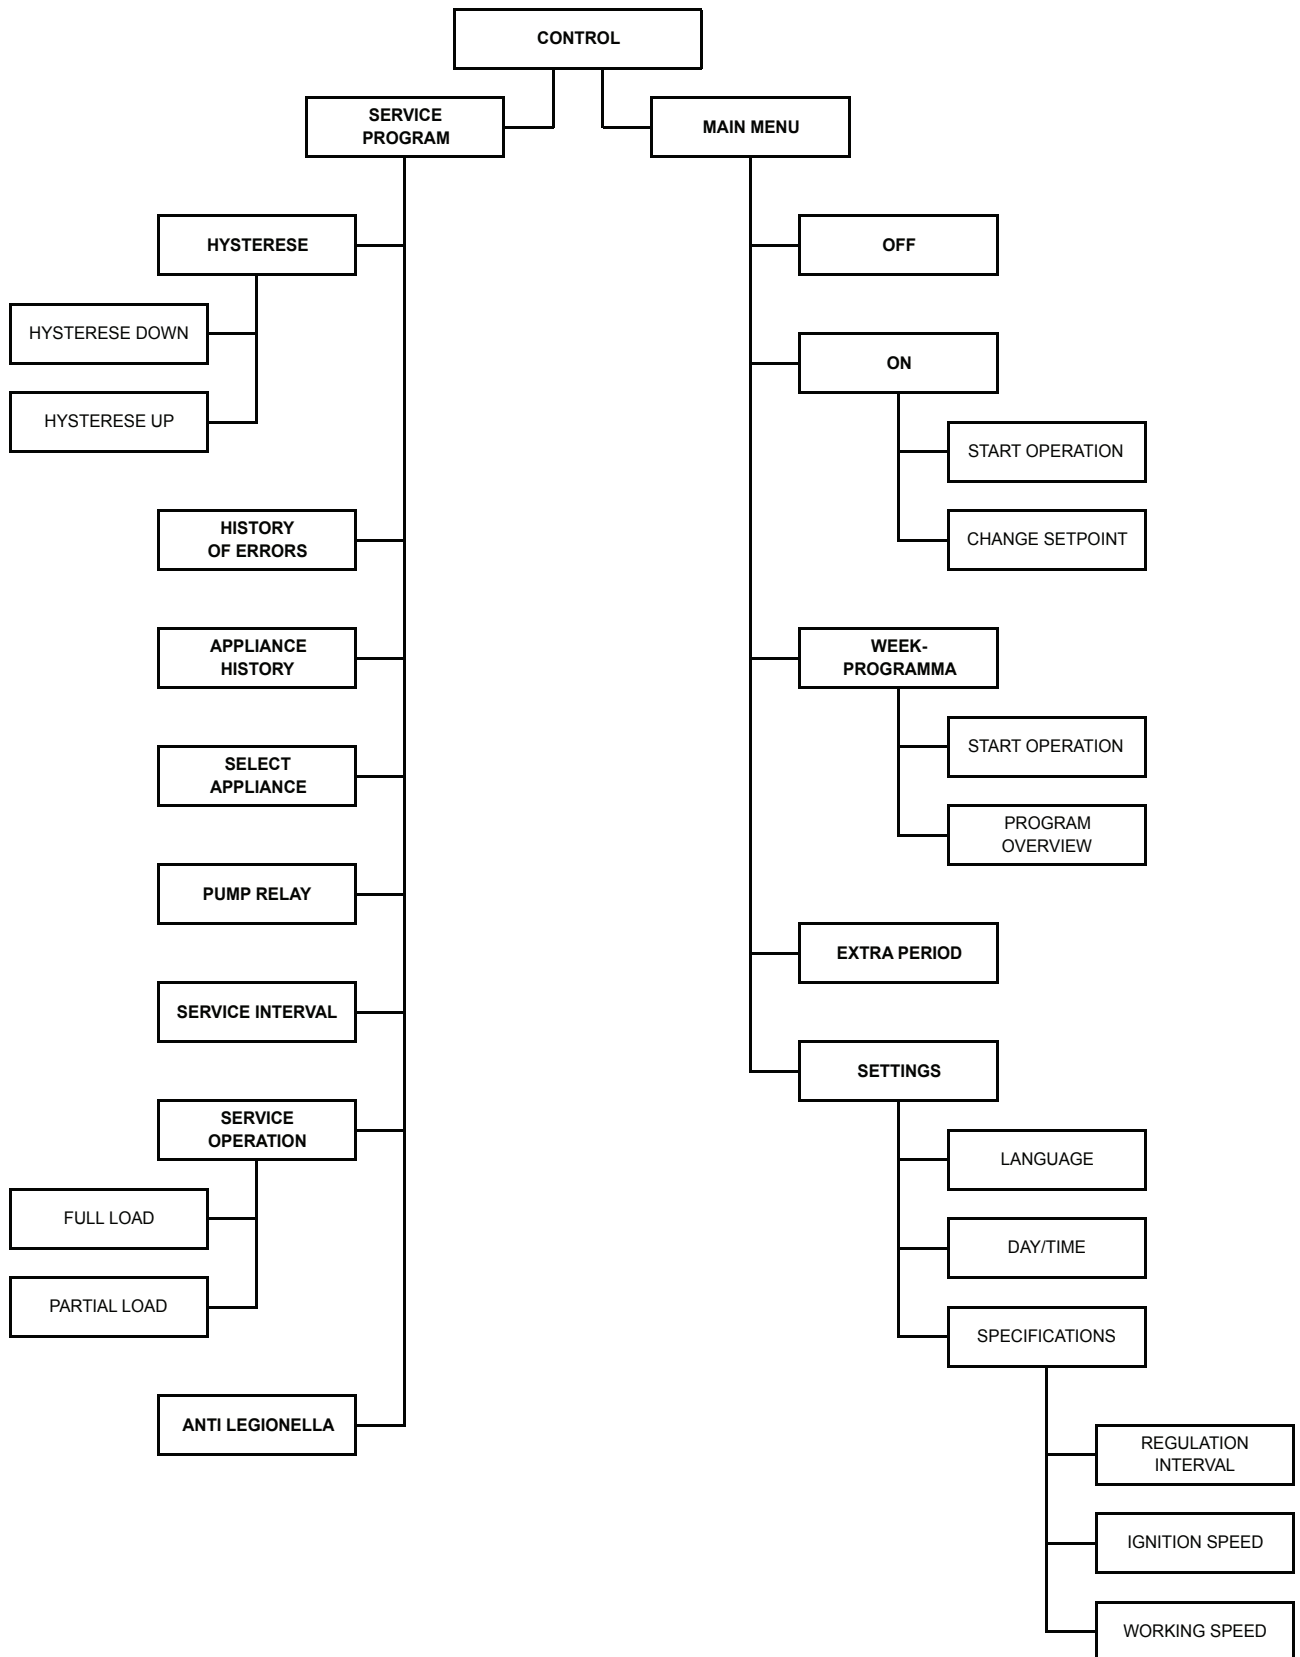 CONTROL
SERVICE
PROGRAM
MAIN MENU
HYSTERESE
HYSTERESE DOWN
HYSTERESE UP
HISTORY
OF ERRORS
APPLIANCE
HISTORY
SELECT
APPLIANCE
PUMP RELAY
SERVICE INTERVAL
SERVICE
OPERATION
FULL LOAD
PARTIAL LOAD
ANTI LEGIONELLA
OFF
ON
START OPERATION
CHANGE SETPOINT
WEEK-
PROGRAMMA
START OPERATION
PROGRAM
OVERVIEW
EXTRA PERIOD
SETTINGS
LANGUAGE
DAY/TIME
SPECIFICATIONS
REGULATION
INTERVAL
IGNITION SPEED
WORKING SPEED